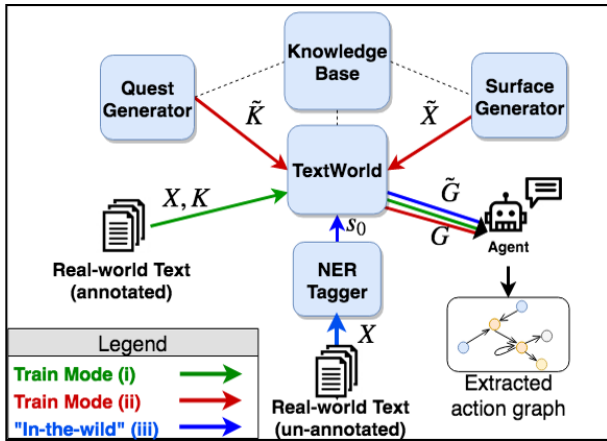 Knowledge
Base
Quest
Generator
Surface
Generator
K̃
X̃
TextWorld
X, K
G̃
G
Agent
s₀
Real-world Text
(annotated)
NER
Tagger
X
Legend
Train Mode (i)
Train Mode (ii)
"In-the-wild" (iii)
Real-world Text
(un-annotated)
Extracted
action graph